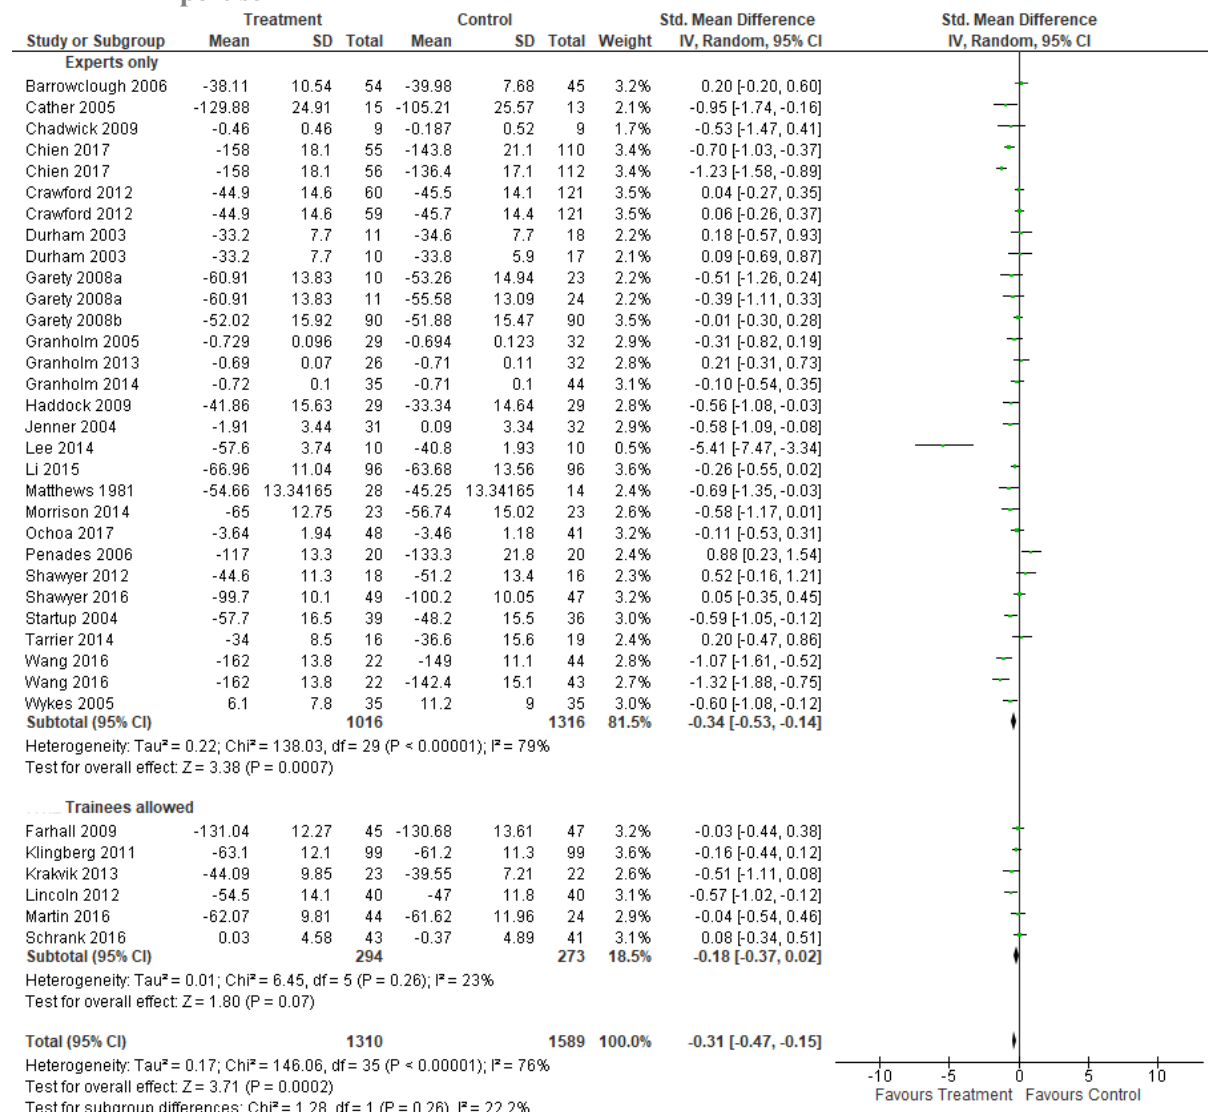 Treatment Control Std. Mean Difference Std. Mean Difference
Study or Subgroup Mean SD Total Mean SD Total Weight IV, Random, 95% CI IV, Random, 95% CI
Experts only
Barrowclough 2006 -38.11 10.54 54 -39.98 7.68 45 3.2% 0.20 [-0.20, 0.60]
Cather 2005 -129.88 24.91 15 -105.21 25.57 13 2.1% -0.95 [-1.74, -0.16]
Chadwick 2009 -0.46 0.46 9 -0.187 0.52 9 1.7% -0.53 [-1.47, 0.41]
Chien 2017 -158 18.1 55 -143.8 21.1 110 3.4% -0.70 [-1.03, -0.37]
Chien 2017 -158 18.1 56 -136.4 17.1 112 3.4% -1.23 [-1.58, -0.89]
Crawford 2012 -44.9 14.6 60 -45.5 14.1 121 3.5% 0.04 [-0.27, 0.35]
Crawford 2012 -44.9 14.6 59 -45.7 14.4 121 3.5% 0.06 [-0.26, 0.37]
Durham 2003 -33.2 7.7 11 -34.6 7.7 18 2.2% 0.18 [-0.57, 0.93]
Durham 2003 -33.2 7.7 10 -33.8 5.9 17 2.1% 0.09 [-0.69, 0.87]
Garety 2008a -60.91 13.83 10 -53.26 14.94 23 2.2% -0.51 [-1.26, 0.24]
Garety 2008a -60.91 13.83 11 -55.58 13.09 24 2.2% -0.39 [-1.11, 0.33]
Garety 2008b -52.02 15.92 90 -51.88 15.47 90 3.5% -0.01 [-0.30, 0.28]
Granholm 2005 -0.729 0.096 29 -0.694 0.123 32 2.9% -0.31 [-0.82, 0.19]
Granholm 2013 -0.69 0.07 26 -0.71 0.11 32 2.8% 0.21 [-0.31, 0.73]
Granholm 2014 -0.72 0.1 35 -0.71 0.1 44 3.1% -0.10 [-0.54, 0.35]
Haddock 2009 -41.86 15.63 29 -33.34 14.64 29 2.8% -0.56 [-1.08, -0.03]
Jenner 2004 -1.91 3.44 31 0.09 3.34 32 2.9% -0.58 [-1.09, -0.08]
Lee 2014 -57.6 3.74 10 -40.8 1.93 10 0.5% -5.41 [-7.47, -3.34]
Li 2015 -66.96 11.04 96 -63.68 13.56 96 3.6% -0.26 [-0.55, 0.02]
Matthews 1981 -54.66 13.34165 28 -45.25 13.34165 14 2.4% -0.69 [-1.35, -0.03]
Morrison 2014 -65 12.75 23 -56.74 15.02 23 2.6% -0.58 [-1.17, 0.01]
Ochoa 2017 -3.64 1.94 48 -3.46 1.18 41 3.2% -0.11 [-0.53, 0.31]
Penades 2006 -117 13.3 20 -133.3 21.8 20 2.4% 0.88 [0.23, 1.54]
Shawyer 2012 -44.6 11.3 18 -51.2 13.4 16 2.3% 0.52 [-0.16, 1.21]
Shawyer 2016 -99.7 10.1 49 -100.2 10.05 47 3.2% 0.05 [-0.35, 0.45]
Startup 2004 -57.7 16.5 39 -48.2 15.5 36 3.0% -0.59 [-1.05, -0.12]
Tarrier 2014 -34 8.5 16 -36.6 15.6 19 2.4% 0.20 [-0.47, 0.86]
Wang 2016 -162 13.8 22 -149 11.1 44 2.8% -1.07 [-1.61, -0.52]
Wang 2016 -162 13.8 22 -142.4 15.1 43 2.7% -1.32 [-1.88, -0.75]
Wykes 2005 6.1 7.8 35 11.2 9 35 3.0% -0.60 [-1.08, -0.12]
Subtotal (95% CI) 1016 1316 81.5% -0.34 [-0.53, -0.14]
Heterogeneity: Tau² = 0.22; Chi² = 138.03, df = 29 (P < 0.00001); I² = 79%
Test for overall effect: Z = 3.38 (P = 0.0007)
Trainees allowed
Farhall 2009 -131.04 12.27 45 -130.68 13.61 47 3.2% -0.03 [-0.44, 0.38]
Klingberg 2011 -63.1 12.1 99 -61.2 11.3 99 3.6% -0.16 [-0.44, 0.12]
Krakvik 2013 -44.09 9.85 23 -39.55 7.21 22 2.6% -0.51 [-1.11, 0.08]
Lincoln 2012 -54.5 14.1 40 -47 11.8 40 3.1% -0.57 [-1.02, -0.12]
Martin 2016 -62.07 9.81 44 -61.62 11.96 24 2.9% -0.04 [-0.54, 0.46]
Schrank 2016 0.03 4.58 43 -0.37 4.89 41 3.1% 0.08 [-0.34, 0.51]
Subtotal (95% CI) 294 273 18.5% -0.18 [-0.37, 0.02]
Heterogeneity: Tau² = 0.01; Chi² = 6.45, df = 5 (P = 0.26); I² = 23%
Test for overall effect: Z = 1.80 (P = 0.07)
Total (95% CI) 1310 1589 100.0% -0.31 [-0.47, -0.15]
Heterogeneity: Tau² = 0.17; Chi² = 146.06, df = 35 (P < 0.00001); I² = 76%
Test for overall effect: Z = 3.71 (P = 0.0002)
Test for subgroup differences: Chi² = 1.28, df = 1 (P = 0.26), I² = 22.2%
-10 -5 0 5 10
Favours Treatment Favours Control